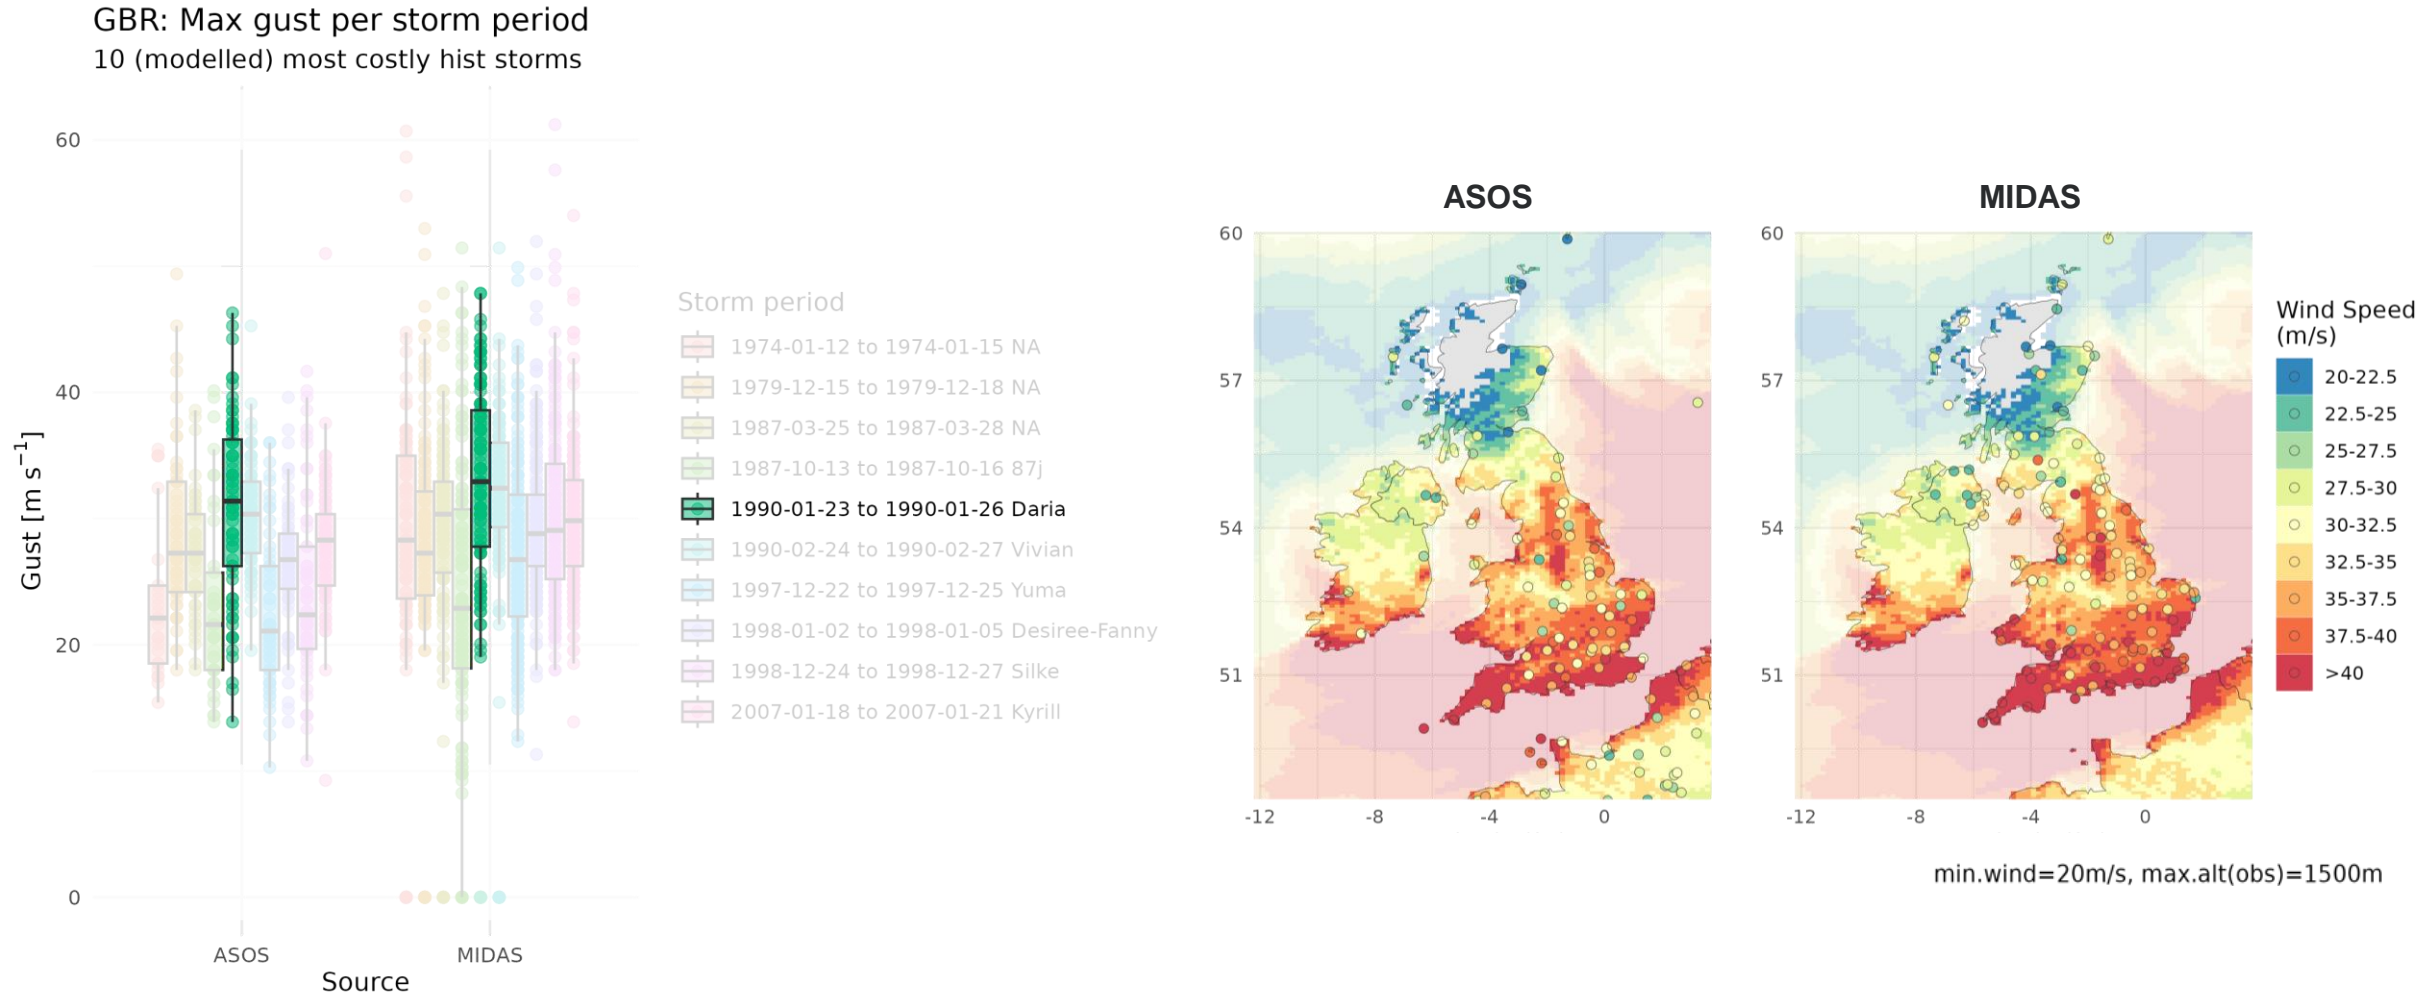 GBR: Max gust per storm period
10 (modelled) most costly hist storms
Gust [m s⁻¹]
60
40
20
0
ASOS
MIDAS
Source
Storm period
1974-01-12 to 1974-01-15 NA
1979-12-15 to 1979-12-18 NA
1987-03-25 to 1987-03-28 NA
1987-10-13 to 1987-10-16 87j
1990-01-23 to 1990-01-26 Daria
1990-02-24 to 1990-02-27 Vivian
1997-12-22 to 1997-12-25 Yuma
1998-01-02 to 1998-01-05 Desiree-Fanny
1998-12-24 to 1998-12-27 Silke
2007-01-18 to 2007-01-21 Kyrill
ASOS
60
57
54
51
-12
-8
-4
0
MIDAS
60
57
54
51
-12
-8
-4
0
Wind Speed
(m/s)
20-22.5
22.5-25
25-27.5
27.5-30
30-32.5
32.5-35
35-37.5
37.5-40
>40
min.wind=20m/s, max.alt(obs)=1500m